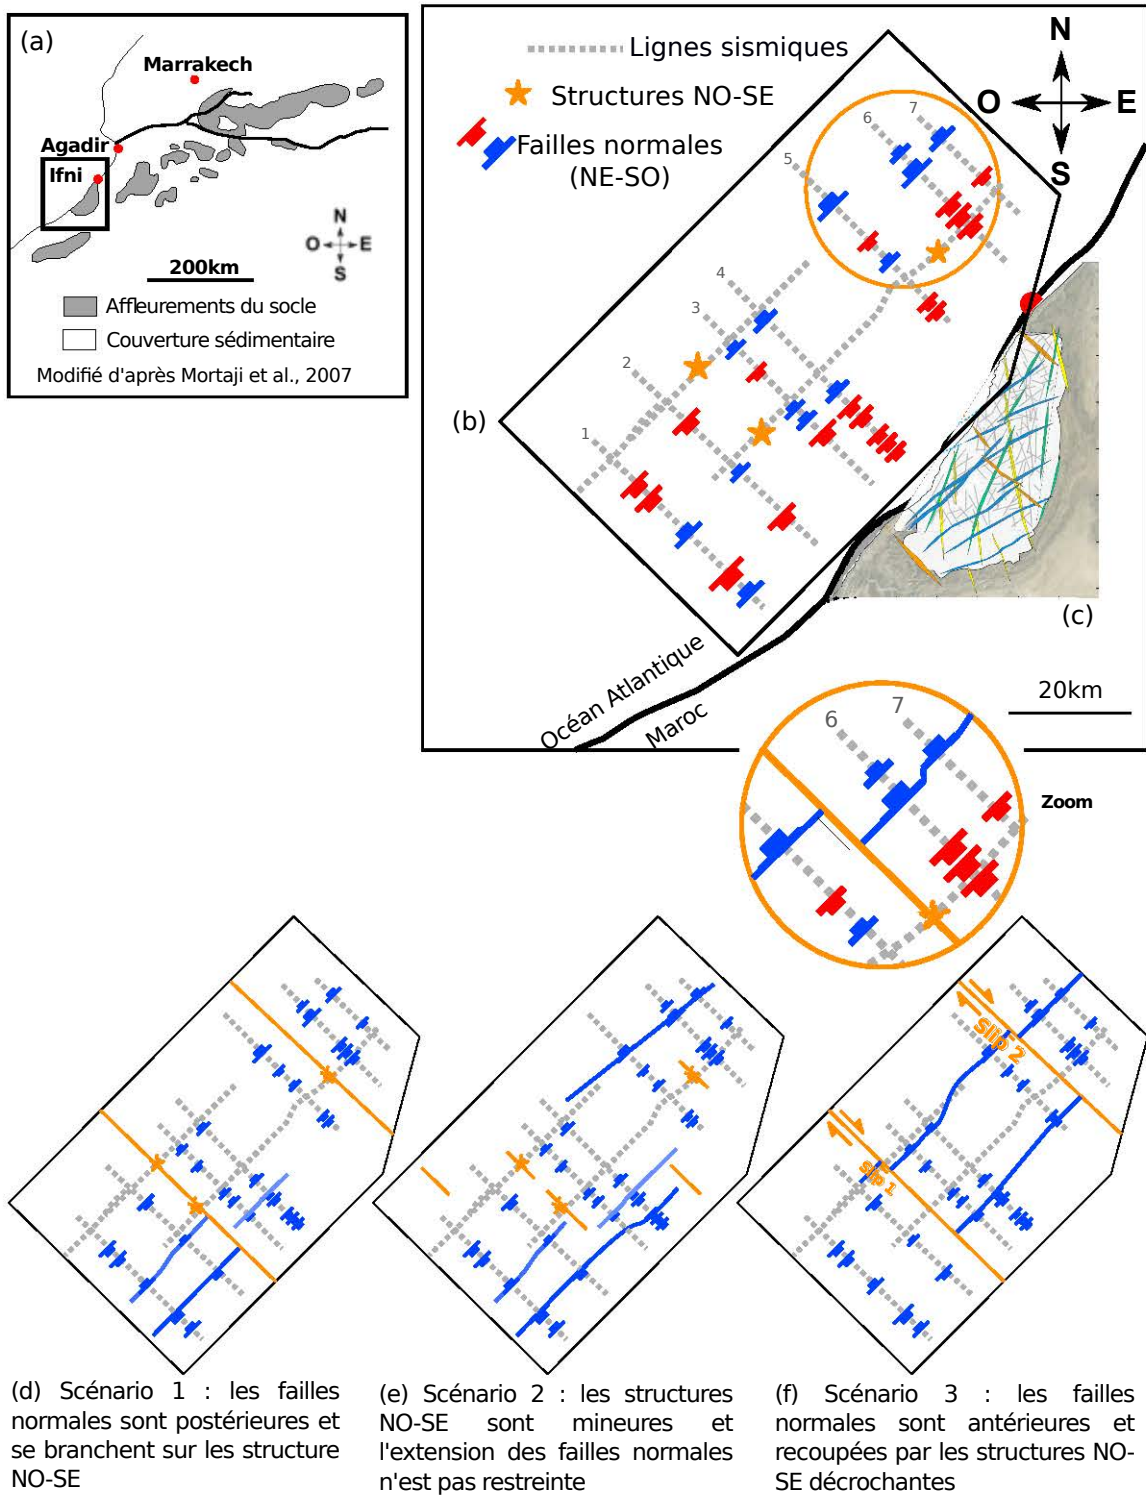 (a)
Marrakech
Agadir
Ifni
N
O E
S
200km
Affleurements du socle
Couverture sédimentaire
Modifié d'après Mortaji et al., 2007
Lignes sismiques
Structures NO-SE
Failles normales
(NE-SO)
N
O E
S
7
6
5
4
3
2
1
(b)
(c)
Océan Atlantique
Maroc
20km
6
7
Zoom
Slip 2
Slip 1
(d) Scénario 1 : les failles
normales sont postérieures et
se branchent sur les structure
NO-SE
(e) Scénario 2 : les structures
NO-SE sont mineures et
l'extension des failles normales
n'est pas restreinte
(f) Scénario 3 : les failles
normales sont antérieures et
recoupées par les structures NO-
SE décrochantes